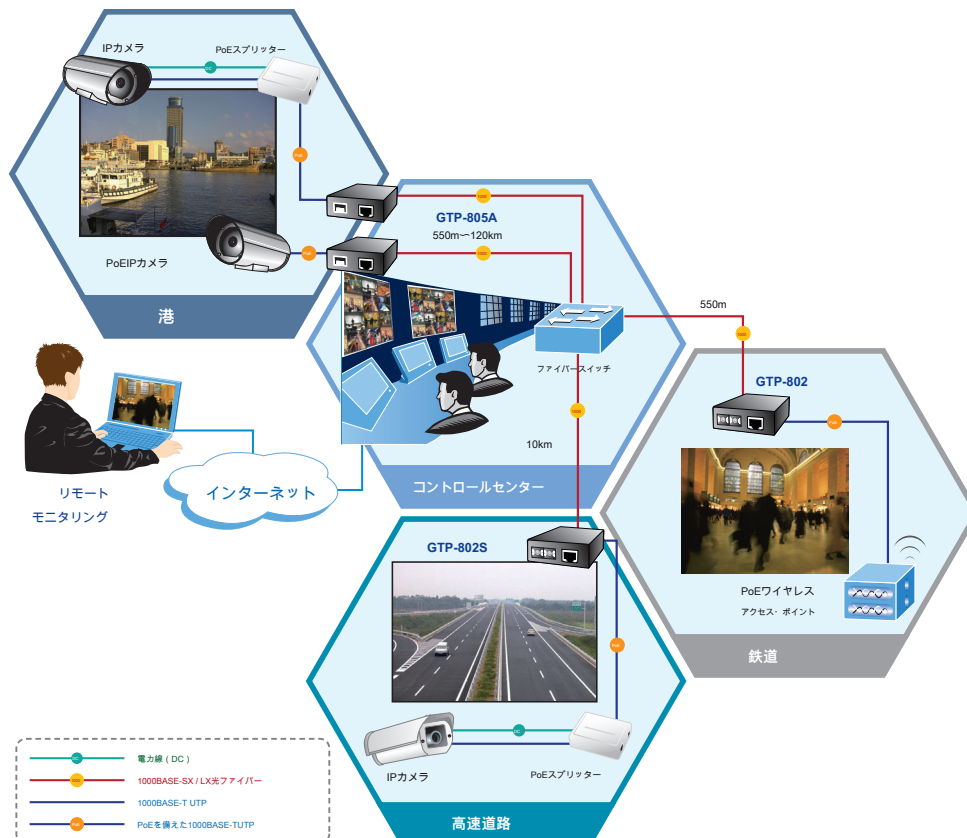 IPカメラ
PoEスプリッター
PoEIPカメラ
港
GTP-805A
550m〜120km
ファイバースイッチ
10km
コントロールセンター
550m
GTP-802
PoEワイヤレス
アクセス・ポイント
鉄道
リモート
モニタリング
インターネット
GTP-802S
IPカメラ
PoEスプリッター
高速道路
電力線（DC）
1000BASE-SX / LX光ファイバー
1000BASE-T UTP
PoEを備えた1000BASE-TUTP